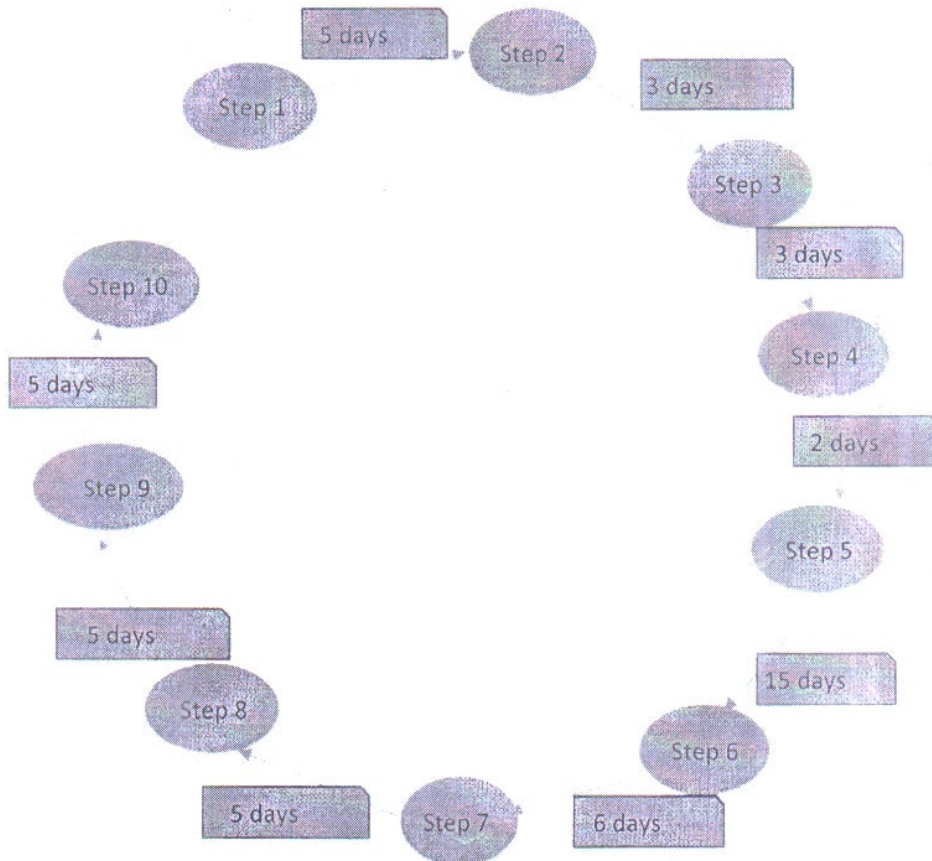 Step 1
5 days
Step 2
3 days
Step 3
3 days
Step 4
2 days
Step 5
15 days
Step 6
6 days
Step 7
5 days
Step 8
5 days
Step 9
5 days
Step 10